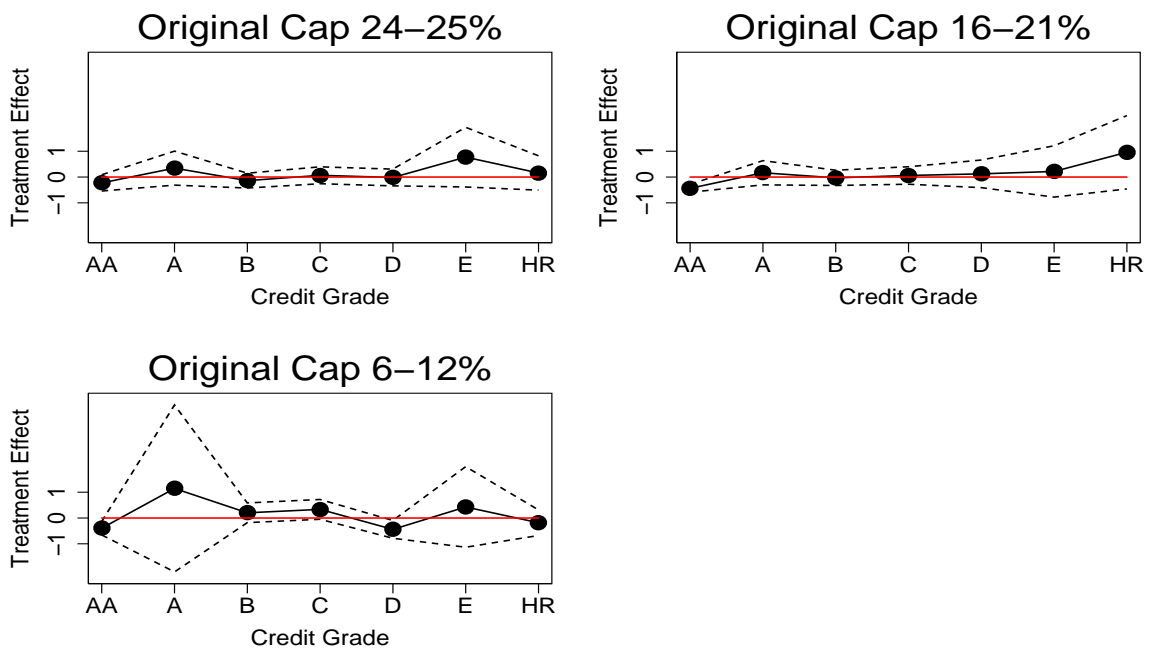 Original Cap 24–25%
Treatment Effect
1
0
−1
AA A B C D E HR
Credit Grade
Original Cap 16–21%
Treatment Effect
1
0
−1
AA A B C D E HR
Credit Grade
Original Cap 6–12%
Treatment Effect
1
0
−1
AA A B C D E HR
Credit Grade